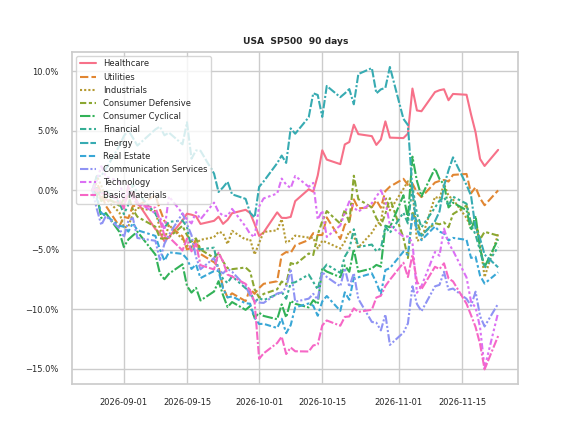 USA  SP500  90 days
10.0%
5.0%
0.0%
−5.0%
−10.0%
−15.0%
Healthcare
Utilities
Industrials
Consumer Defensive
Consumer Cyclical
Financial
Energy
Real Estate
Communication Services
Technology
Basic Materials
2026-09-01
2026-09-15
2026-10-01
2026-10-15
2026-11-01
2026-11-15